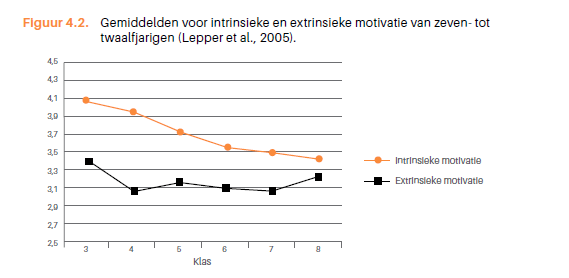 Figuur 4.2. Gemiddelden voor intrinsieke en extrinsieke motivatie van zeven- tot
twaalfjarigen (Lepper et al., 2005).
4,5
4,3
4,1
3,9
3,7
3,5
3,3
3,1
2,9
2,7
2,5
3 4 5 6 7 8
Klas
Intrinsieke motivatie
Extrinsieke motivatie